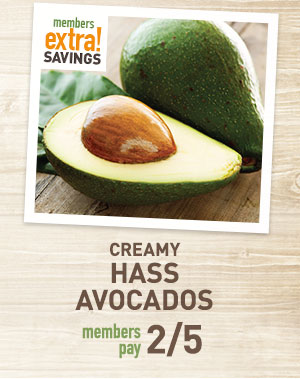 members
extra!
SAVINGS
CREAMY
HASS
AVOCADOS
members
pay 2/5